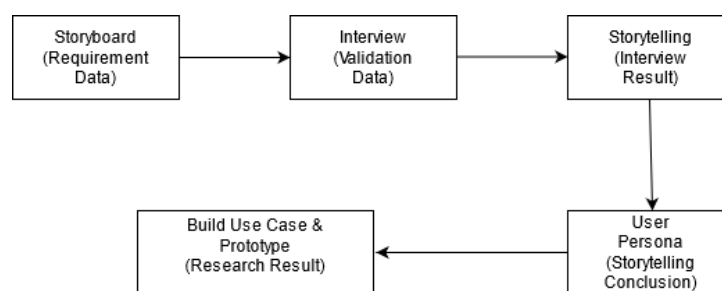 Storyboard
(Requirement
Data)
Interview
(Validation
Data)
Storytelling
(Interview
Result)
User
Persona
(Storytelling
Conclusion)
Build Use Case &
Prototype
(Research Result)